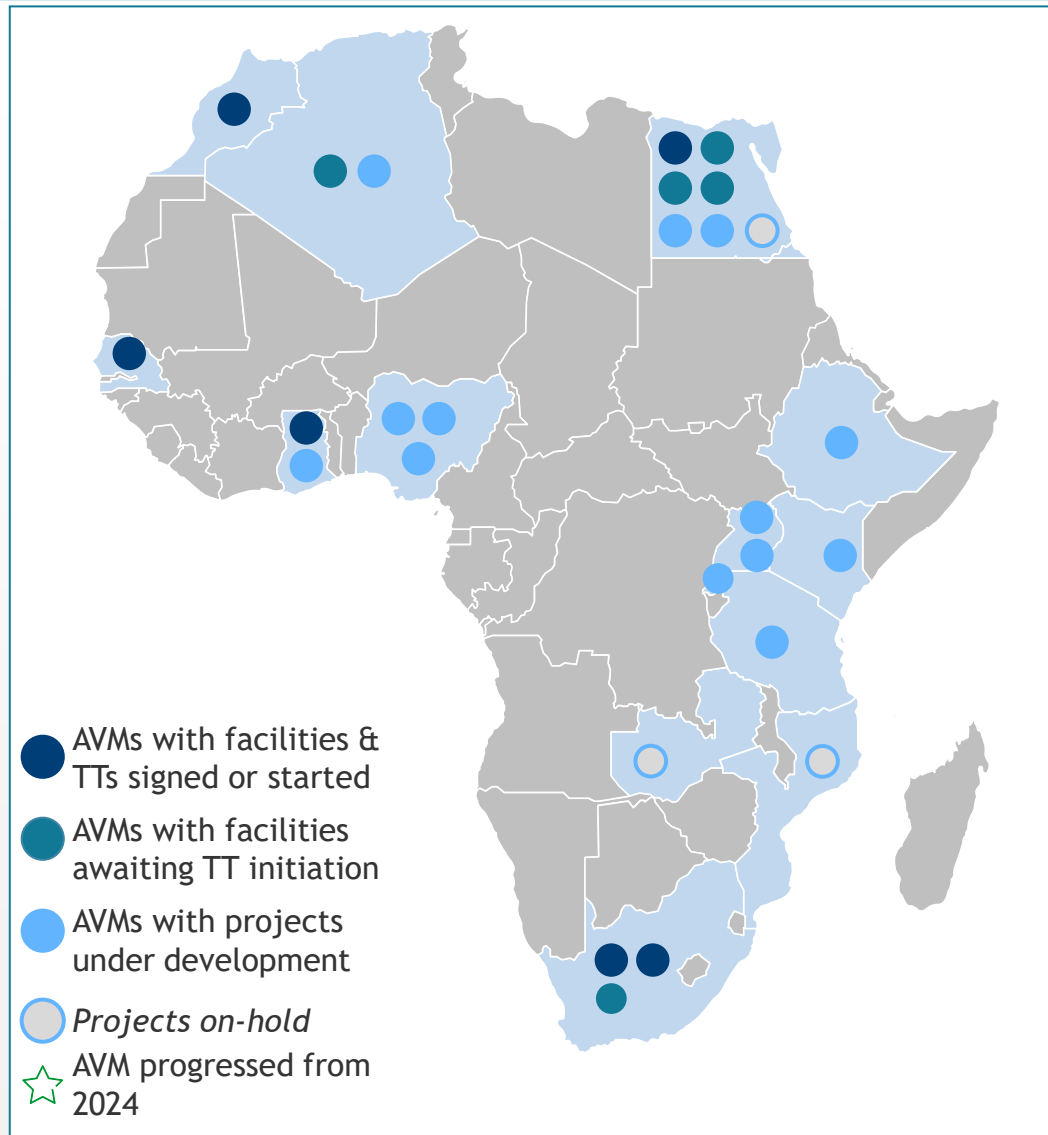 AVMs with facilities &
TTs signed or started
AVMs with facilities
awaiting TT initiation
AVMs with projects
under development
Projects on-hold
AVM progressed from
2024